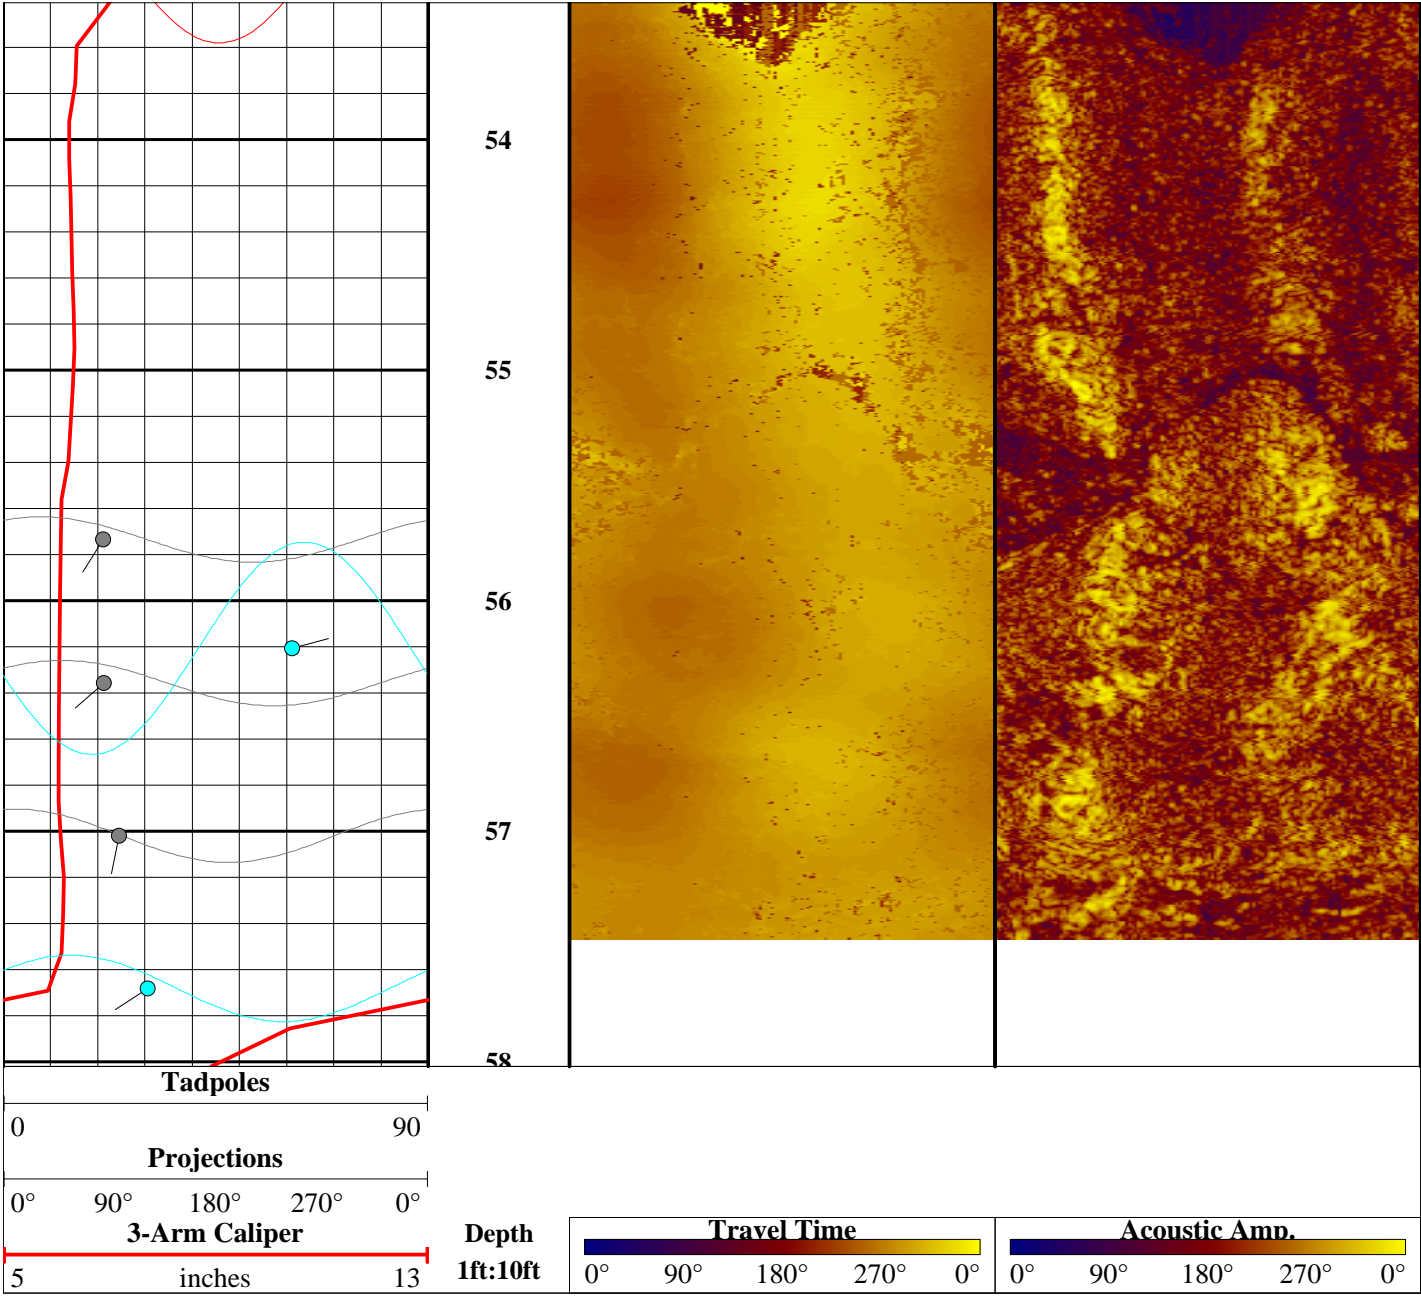 54
55
56
57
58
Tadpoles
0 90
Projections
0° 90° 180° 270° 0°
3-Arm Caliper
5 inches 13
Depth
1ft:10ft
Travel Time
0° 90° 180° 270° 0°
Acoustic Amp.
0° 90° 180° 270° 0°